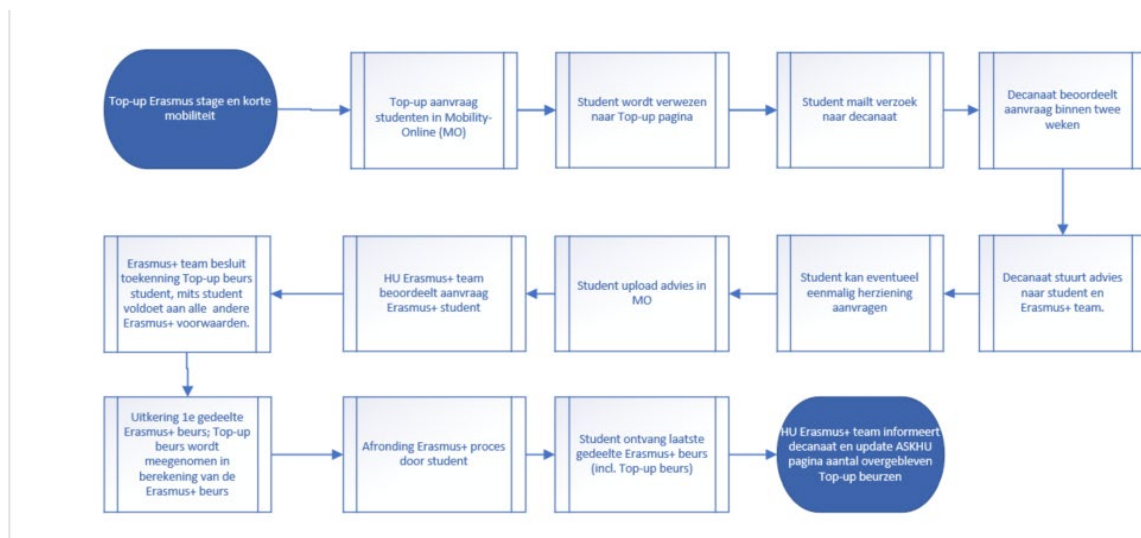 Top-up Erasmus stage en korte
mobiliteit
Top-up aanvraag
studenten in Mobility-
Online (MO)
Student wordt verwezen
naar Top-up pagina
Student mailt verzoek
naar decanaat
Decanaat beoordeelt
aanvraag binnen twee
weken
Decanaat stuurt advies
naar student en
Erasmus+ team.
Student kan eventueel
eenmalig herziening
aanvragen
Student upload advies in
MO
HU Erasmus+ team
beoordeelt aanvraag
Erasmus+ student
Erasmus+ team besluit
toekenning Top-up beurs
student, mits student
voldoet aan alle andere
Erasmus+ voorwaarden.
Uitkering 1e gedeelte
Erasmus+ beurs; Top-up
beurs wordt
meegenomen in
berekening van de
Erasmus+ beurs
Afronding Erasmus+ proces
door student
Student ontvang laatste
gedeelte Erasmus+ beurs
(incl. Top-up beurs)
HU Erasmus+ team informeert
decanaat en update ASKHU
pagina aantal overgebleven
Top-up beurzen